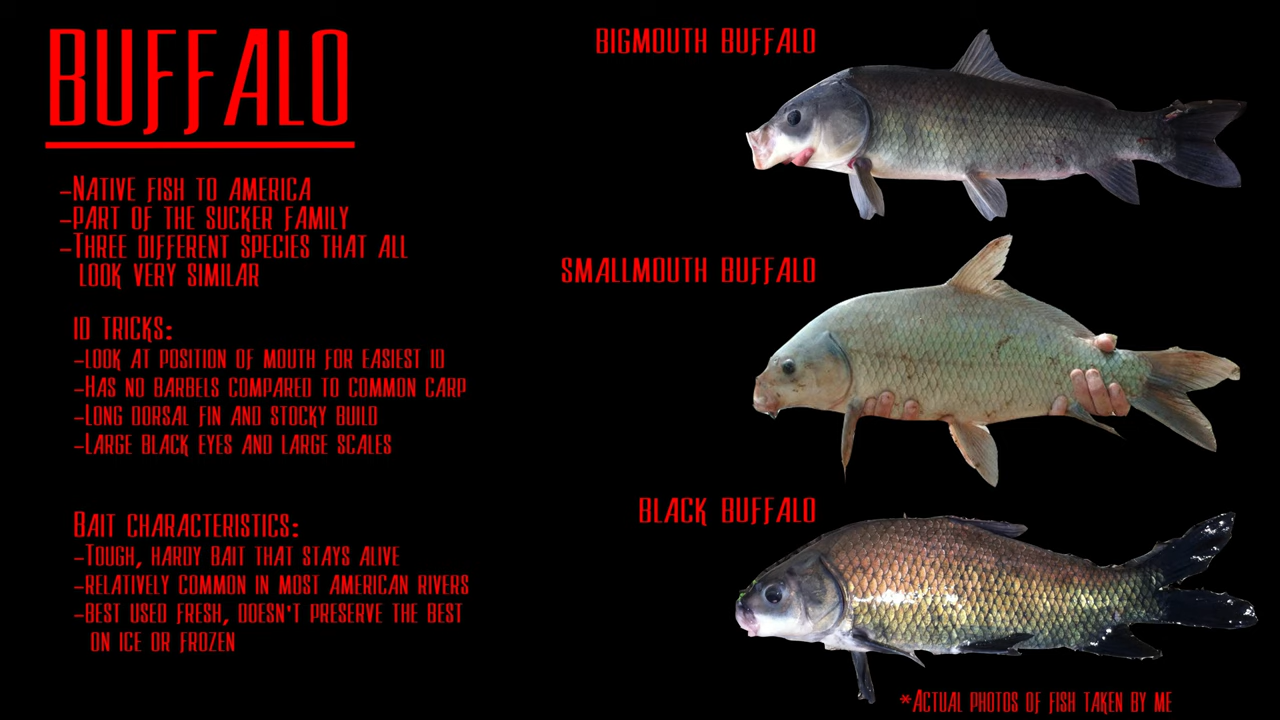 BUFFALO
-NATIVE FISH TO AMERICA
-PART OF THE SUCKER FAMILY
-THREE DIFFERENT SPECIES THAT ALL
LOOK VERY SIMILAR
ID TRICKS:
-LOOK AT POSITION OF MOUTH FOR EASIEST ID
-HAS NO BARBELS COMPARED TO COMMON CARP
-LONG DORSAL FIN AND STOCKY BUILD
-LARGE BLACK EYES AND LARGE SCALES
BAIT CHARACTERISTICS:
-TOUGH, HARDY BAIT THAT STAYS ALIVE
-RELATIVELY COMMON IN MOST AMERICAN RIVERS
-BEST USED FRESH, DOESN'T PRESERVE THE BEST
ON ICE OR FROZEN
BIGMOUTH BUFFALO
SMALLMOUTH BUFFALO
BLACK BUFFALO
*ACTUAL PHOTOS OF FISH TAKEN BY ME